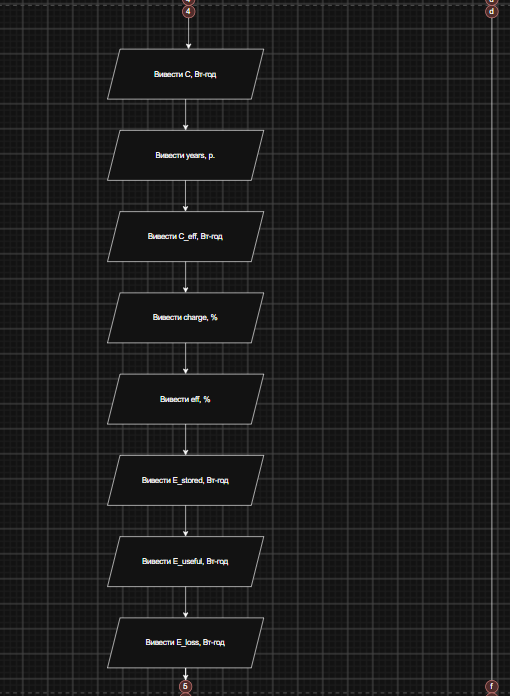 4
d
Вивести C, Вт-год
Вивести years, р.
Вивести C_eff, Вт-год
Вивести charge, %
Вивести eff, %
Вивести E_stored, Вт-год
Вивести E_useful, Вт-год
Вивести E_loss, Вт-год
5
f